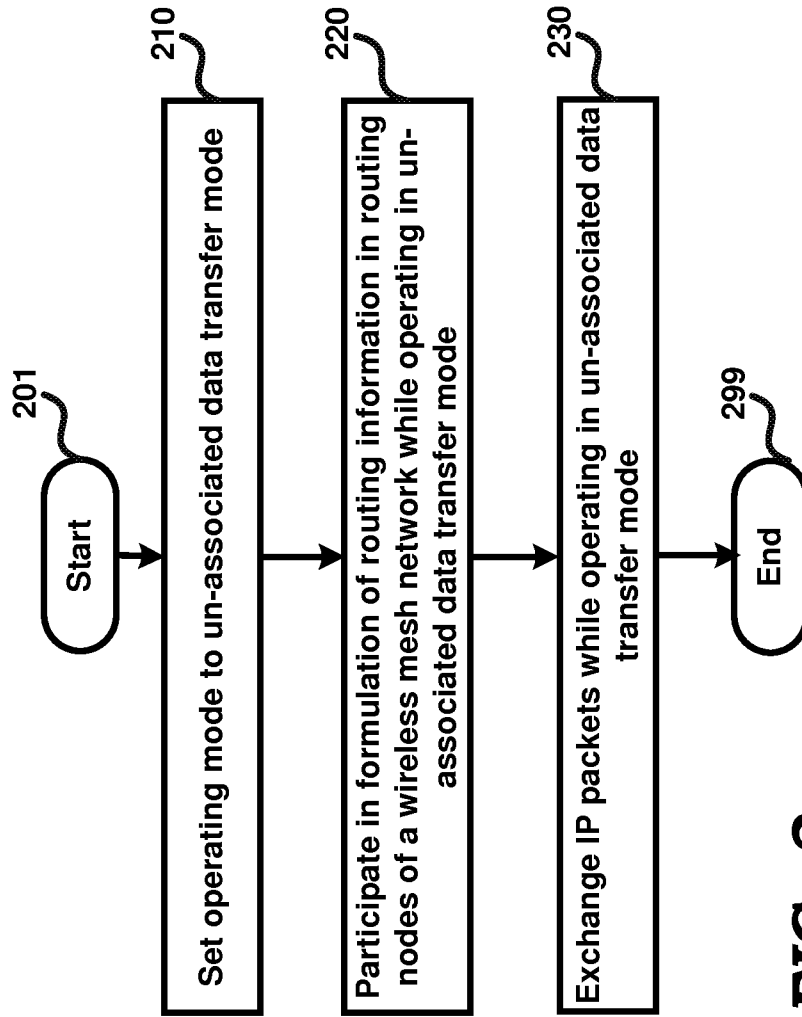 201
Start
210
Set operating mode to un-associated data transfer mode
220
Participate in formulation of routing information in routing
nodes of a wireless mesh network while operating in un-
associated data transfer mode
230
Exchange IP packets while operating in un-associated data
transfer mode
299
End